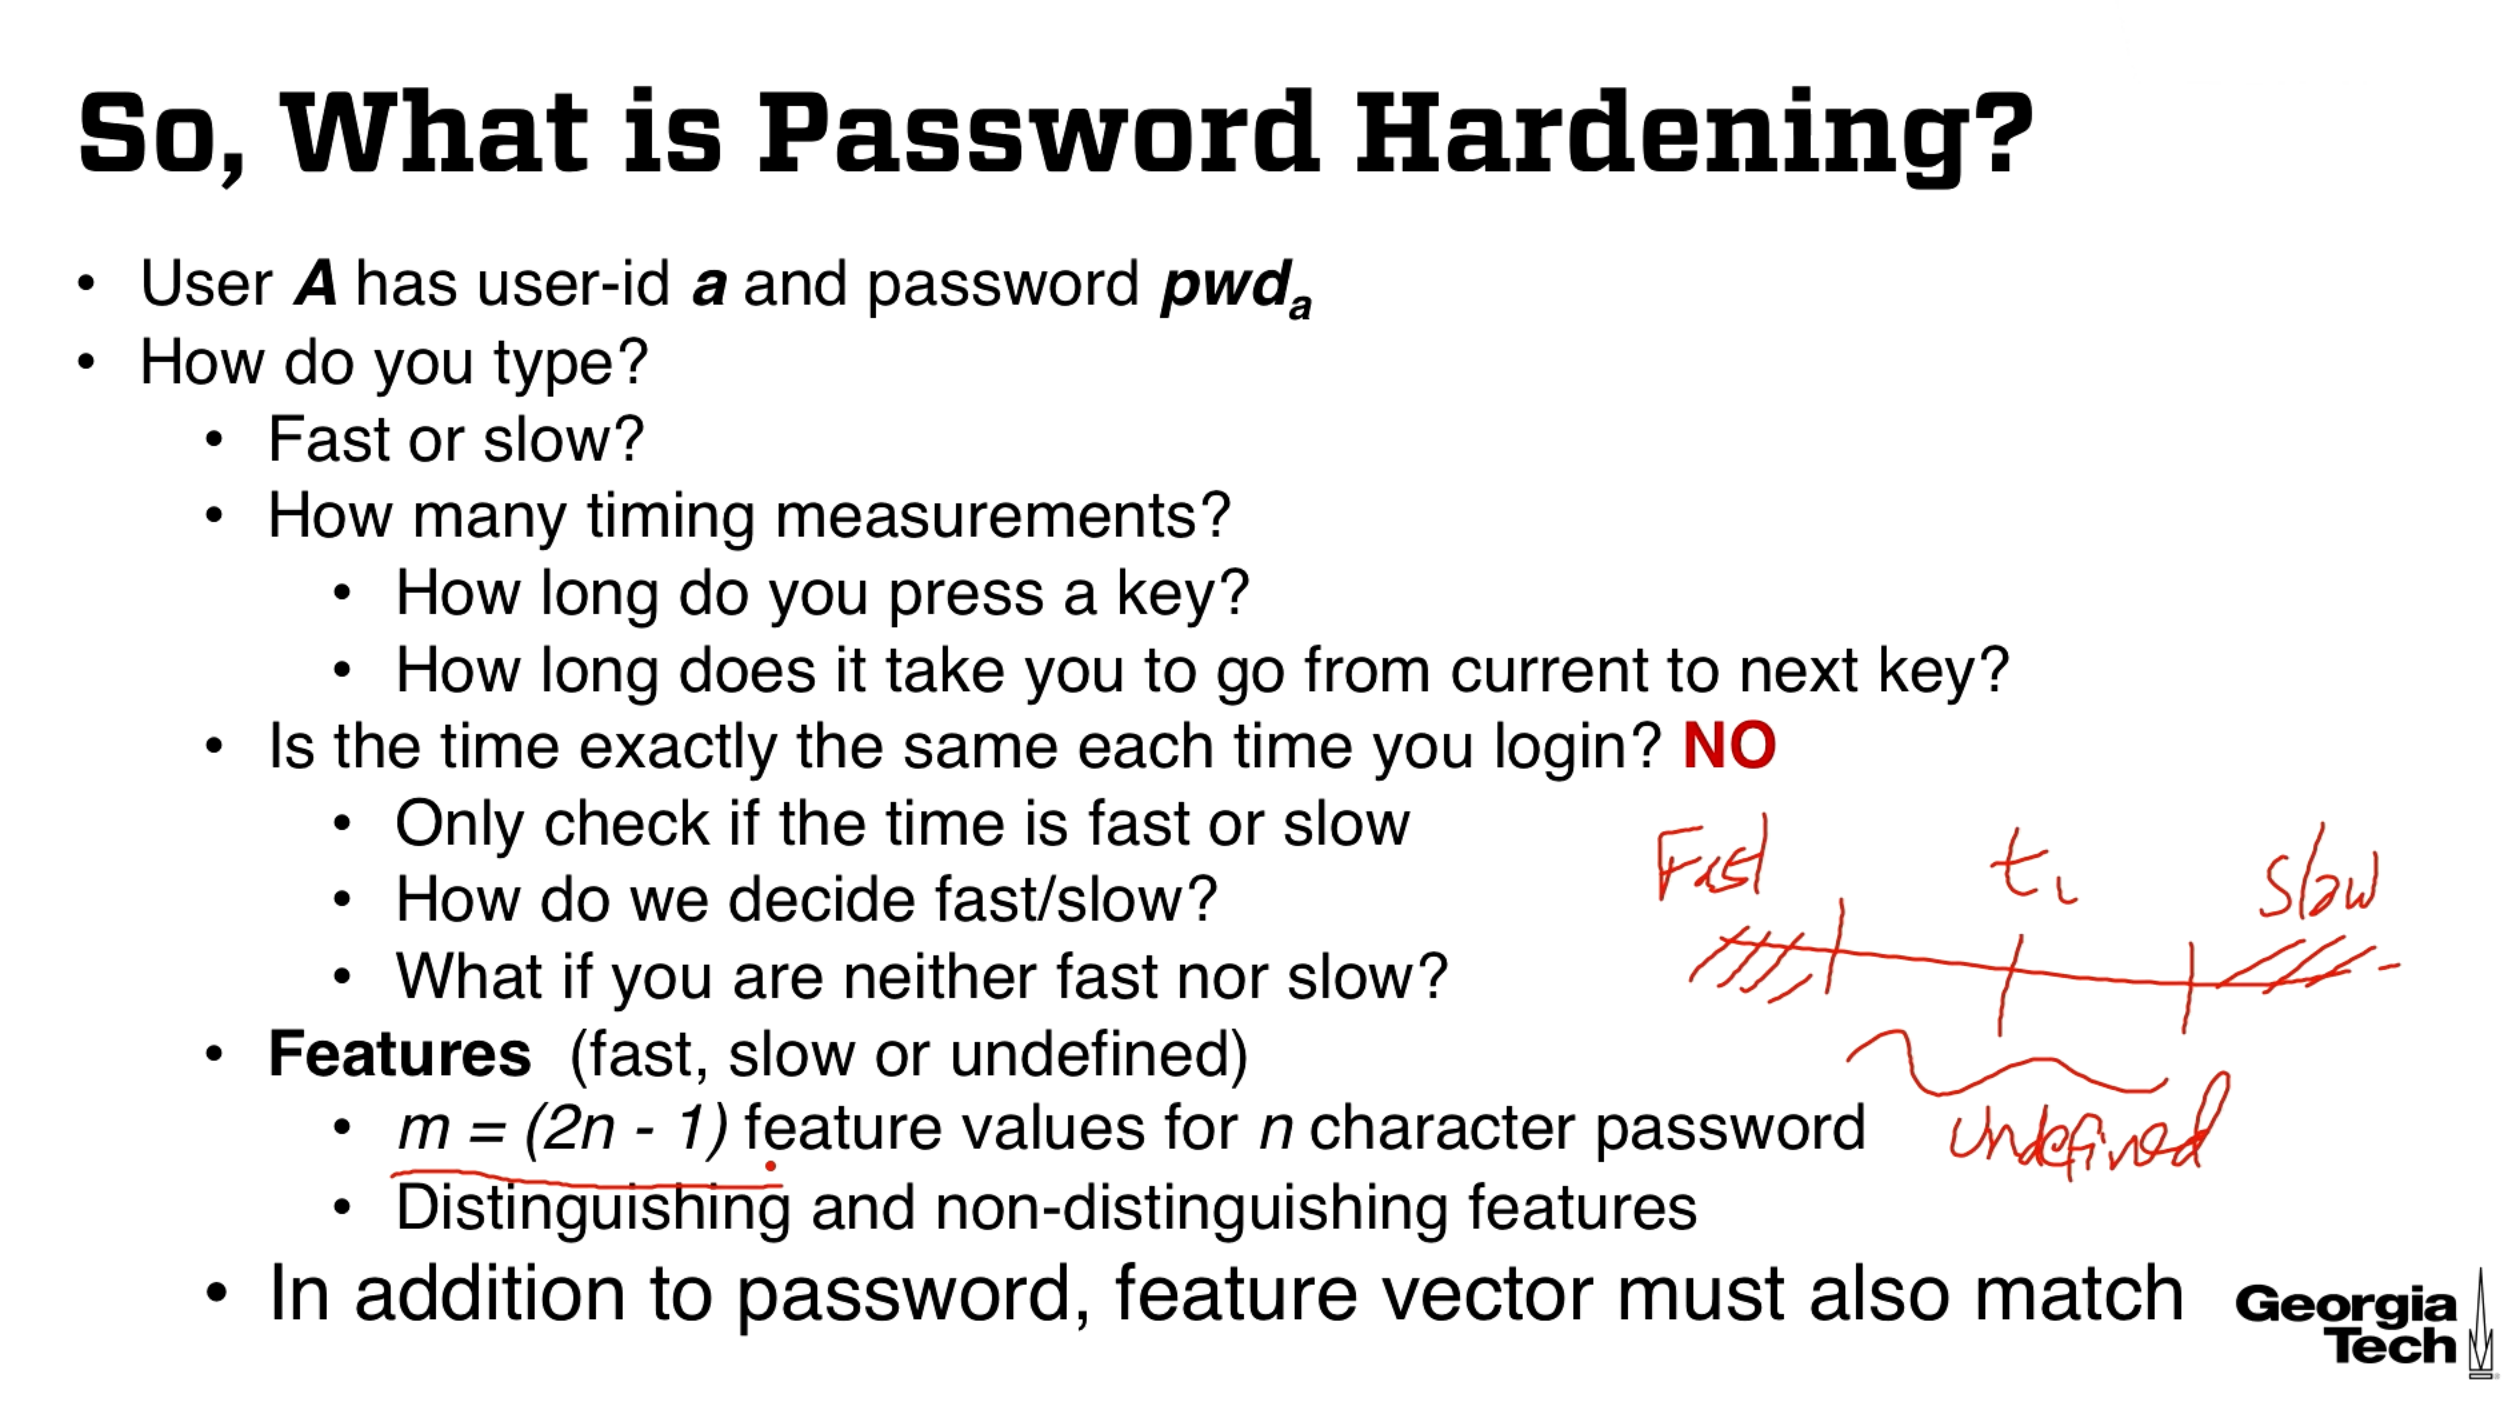 So, What is Password Hardening?
• User A has user-id a and password pwda
• How do you type?
• Fast or slow?
• How many timing measurements?
• How long do you press a key?
• How long does it take you to go from current to next key?
• Is the time exactly the same each time you login? NO
• Only check if the time is fast or slow
• How do we decide fast/slow?
• What if you are neither fast nor slow?
• Features (fast, slow or undefined)
• m = (2n - 1) feature values for n character password
• Distinguishing and non-distinguishing features
• In addition to password, feature vector must also match
Fast ti Slow
Undefined
Georgia
Tech